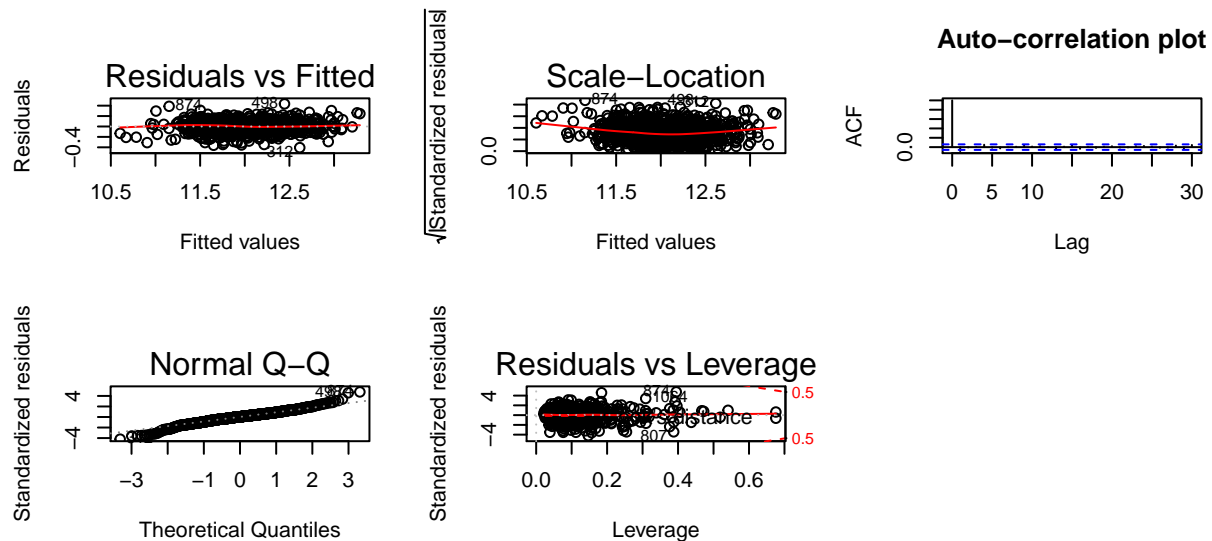 Residuals vs Fitted
Residuals
−0.4
874
498
312
10.5 11.5 12.5
Fitted values
Scale−Location
√|Standardized residuals|
0.0
874
10.5 11.5 12.5
Fitted values
Auto−correlation plot
ACF
0.0
0 5 10 20 30
Lag
Normal Q−Q
Standardized residuals
−4 4
−3 −1 0 1 2 3
Theoretical Quantiles
Residuals vs Leverage
Standardized residuals
−4 4
874
807
distance
0.5
0.5
0.0 0.2 0.4 0.6
Leverage